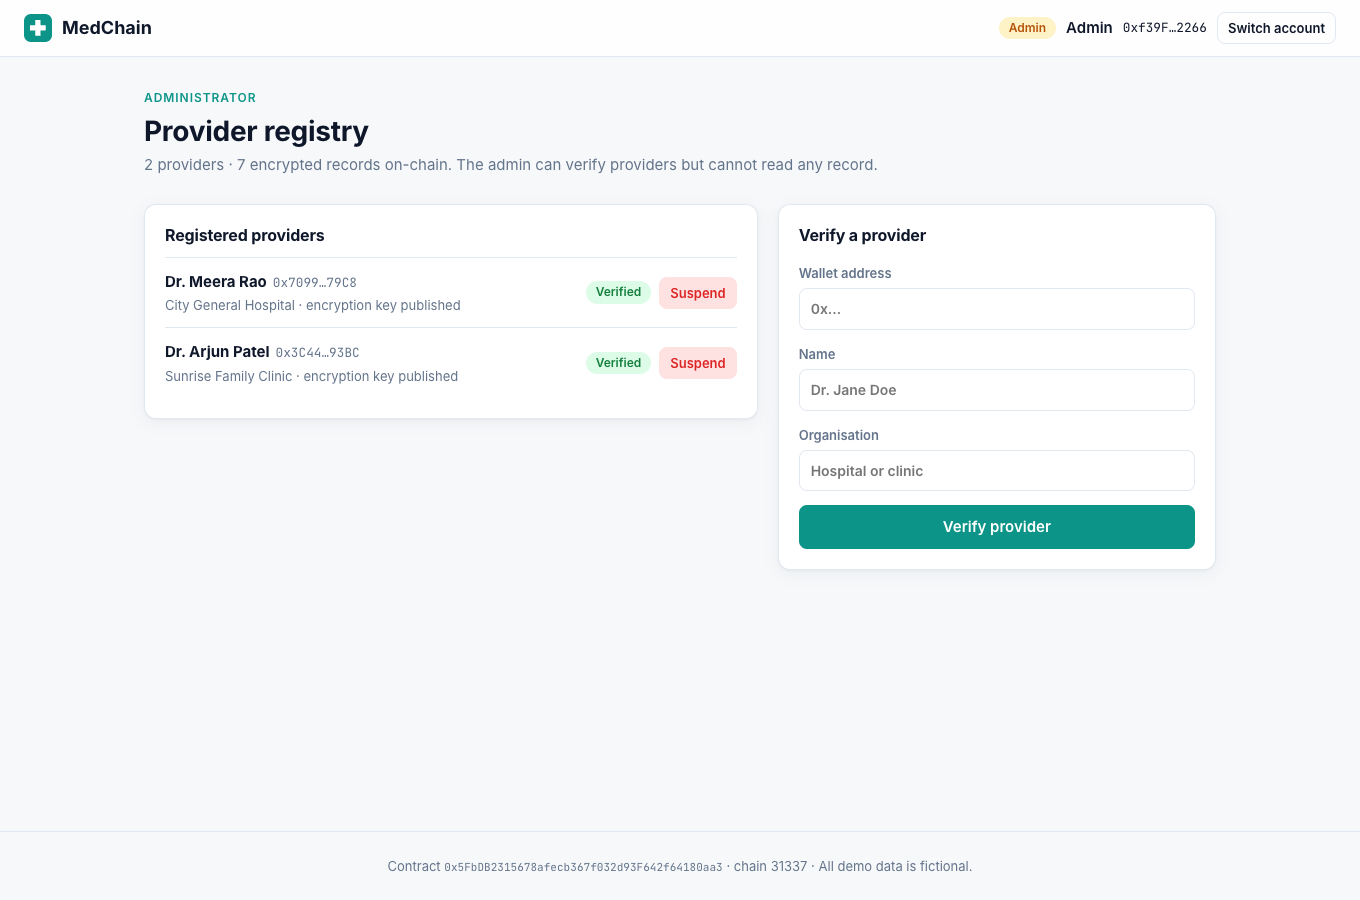 MedChain
Admin Admin 0xf39F…2266 Switch account
ADMINISTRATOR
Provider registry
2 providers · 7 encrypted records on-chain. The admin can verify providers but cannot read any record.
Registered providers
Dr. Meera Rao 0x7099…79C8
City General Hospital · encryption key published
Verified Suspend
Dr. Arjun Patel 0x3C44…93BC
Sunrise Family Clinic · encryption key published
Verified Suspend
Verify a provider
Wallet address
0x…
Name
Dr. Jane Doe
Organisation
Hospital or clinic
Verify provider
Contract 0x5FbDB2315678afecb367f032d93F642f64180aa3 · chain 31337 · All demo data is fictional.